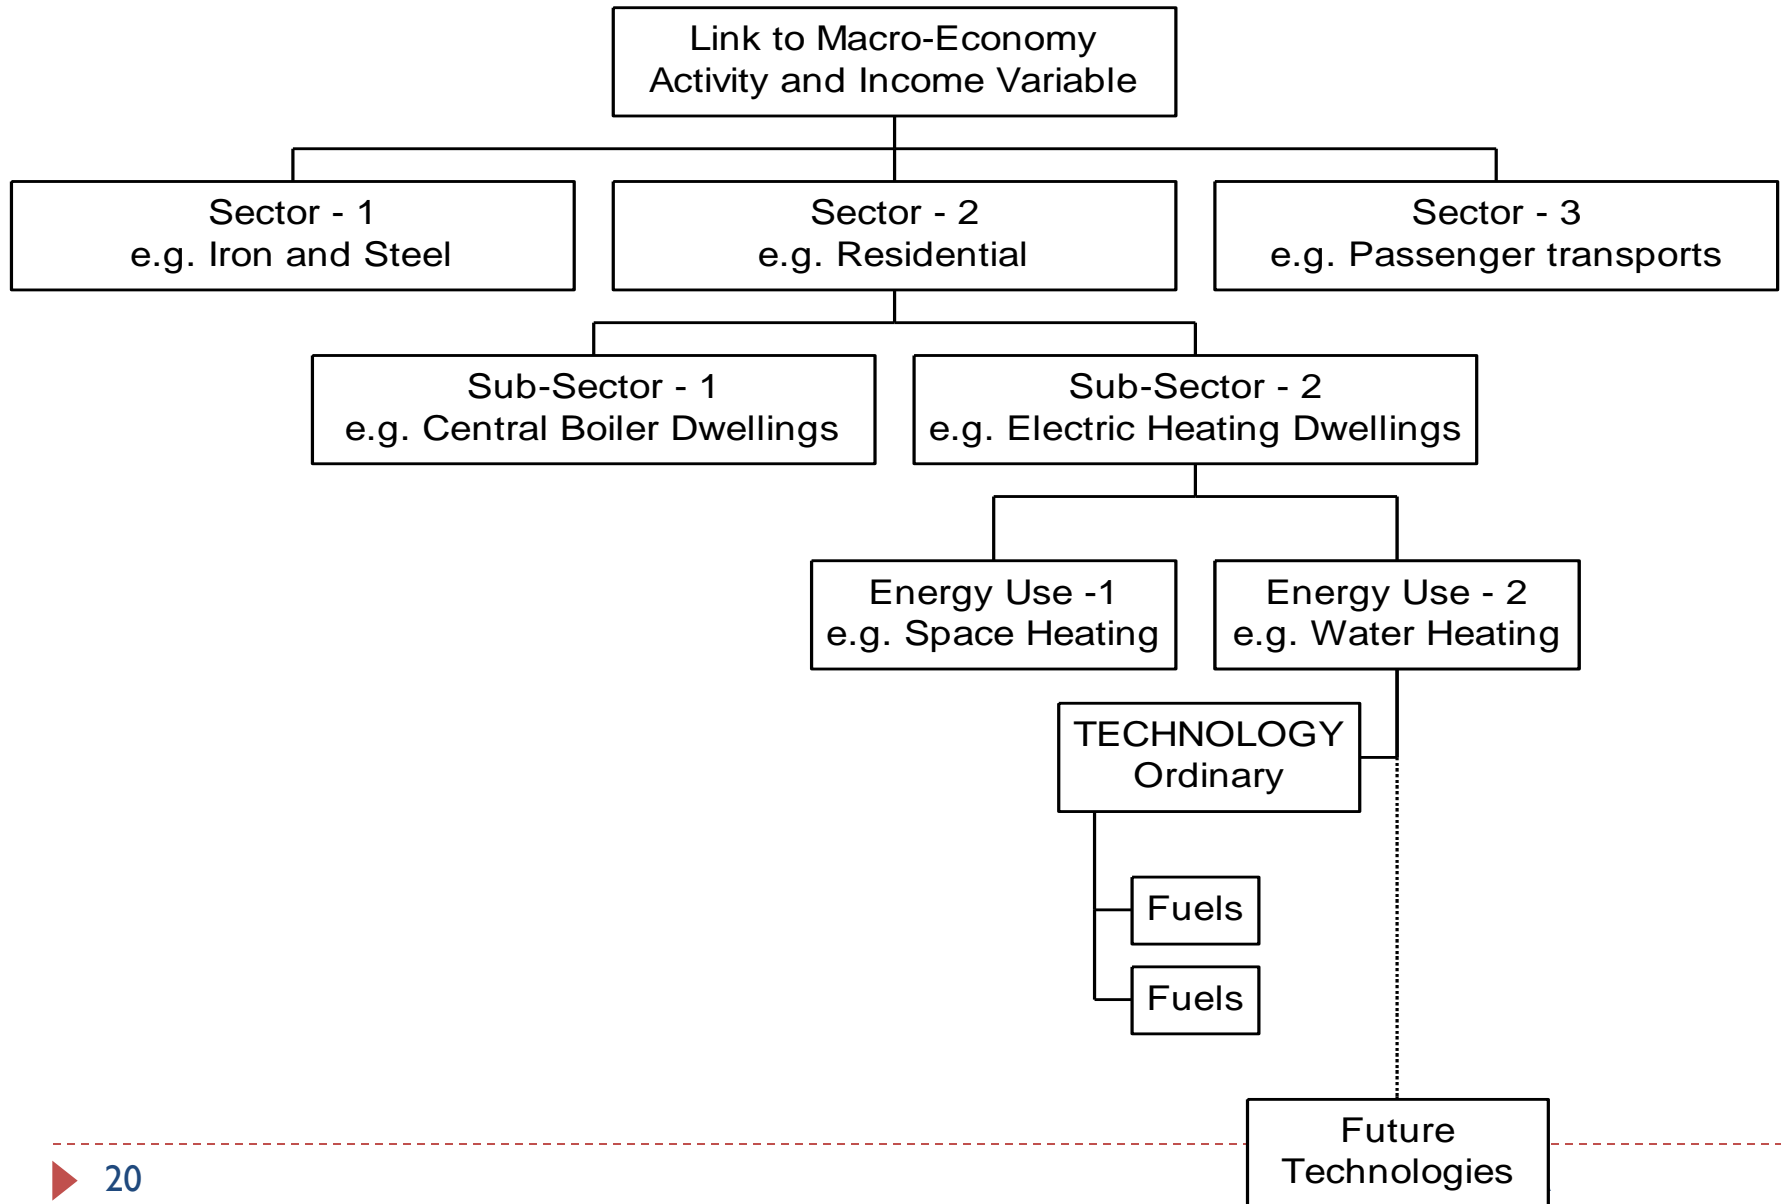 Link to Macro-Economy
Activity and Income Variable
Sector - 1
e.g. Iron and Steel
Sector - 2
e.g. Residential
Sector - 3
e.g. Passenger transports
Sub-Sector - 1
e.g. Central Boiler Dwellings
Sub-Sector - 2
e.g. Electric Heating Dwellings
Energy Use -1
e.g. Space Heating
Energy Use - 2
e.g. Water Heating
TECHNOLOGY
Ordinary
Fuels
Fuels
Future
Technologies
20